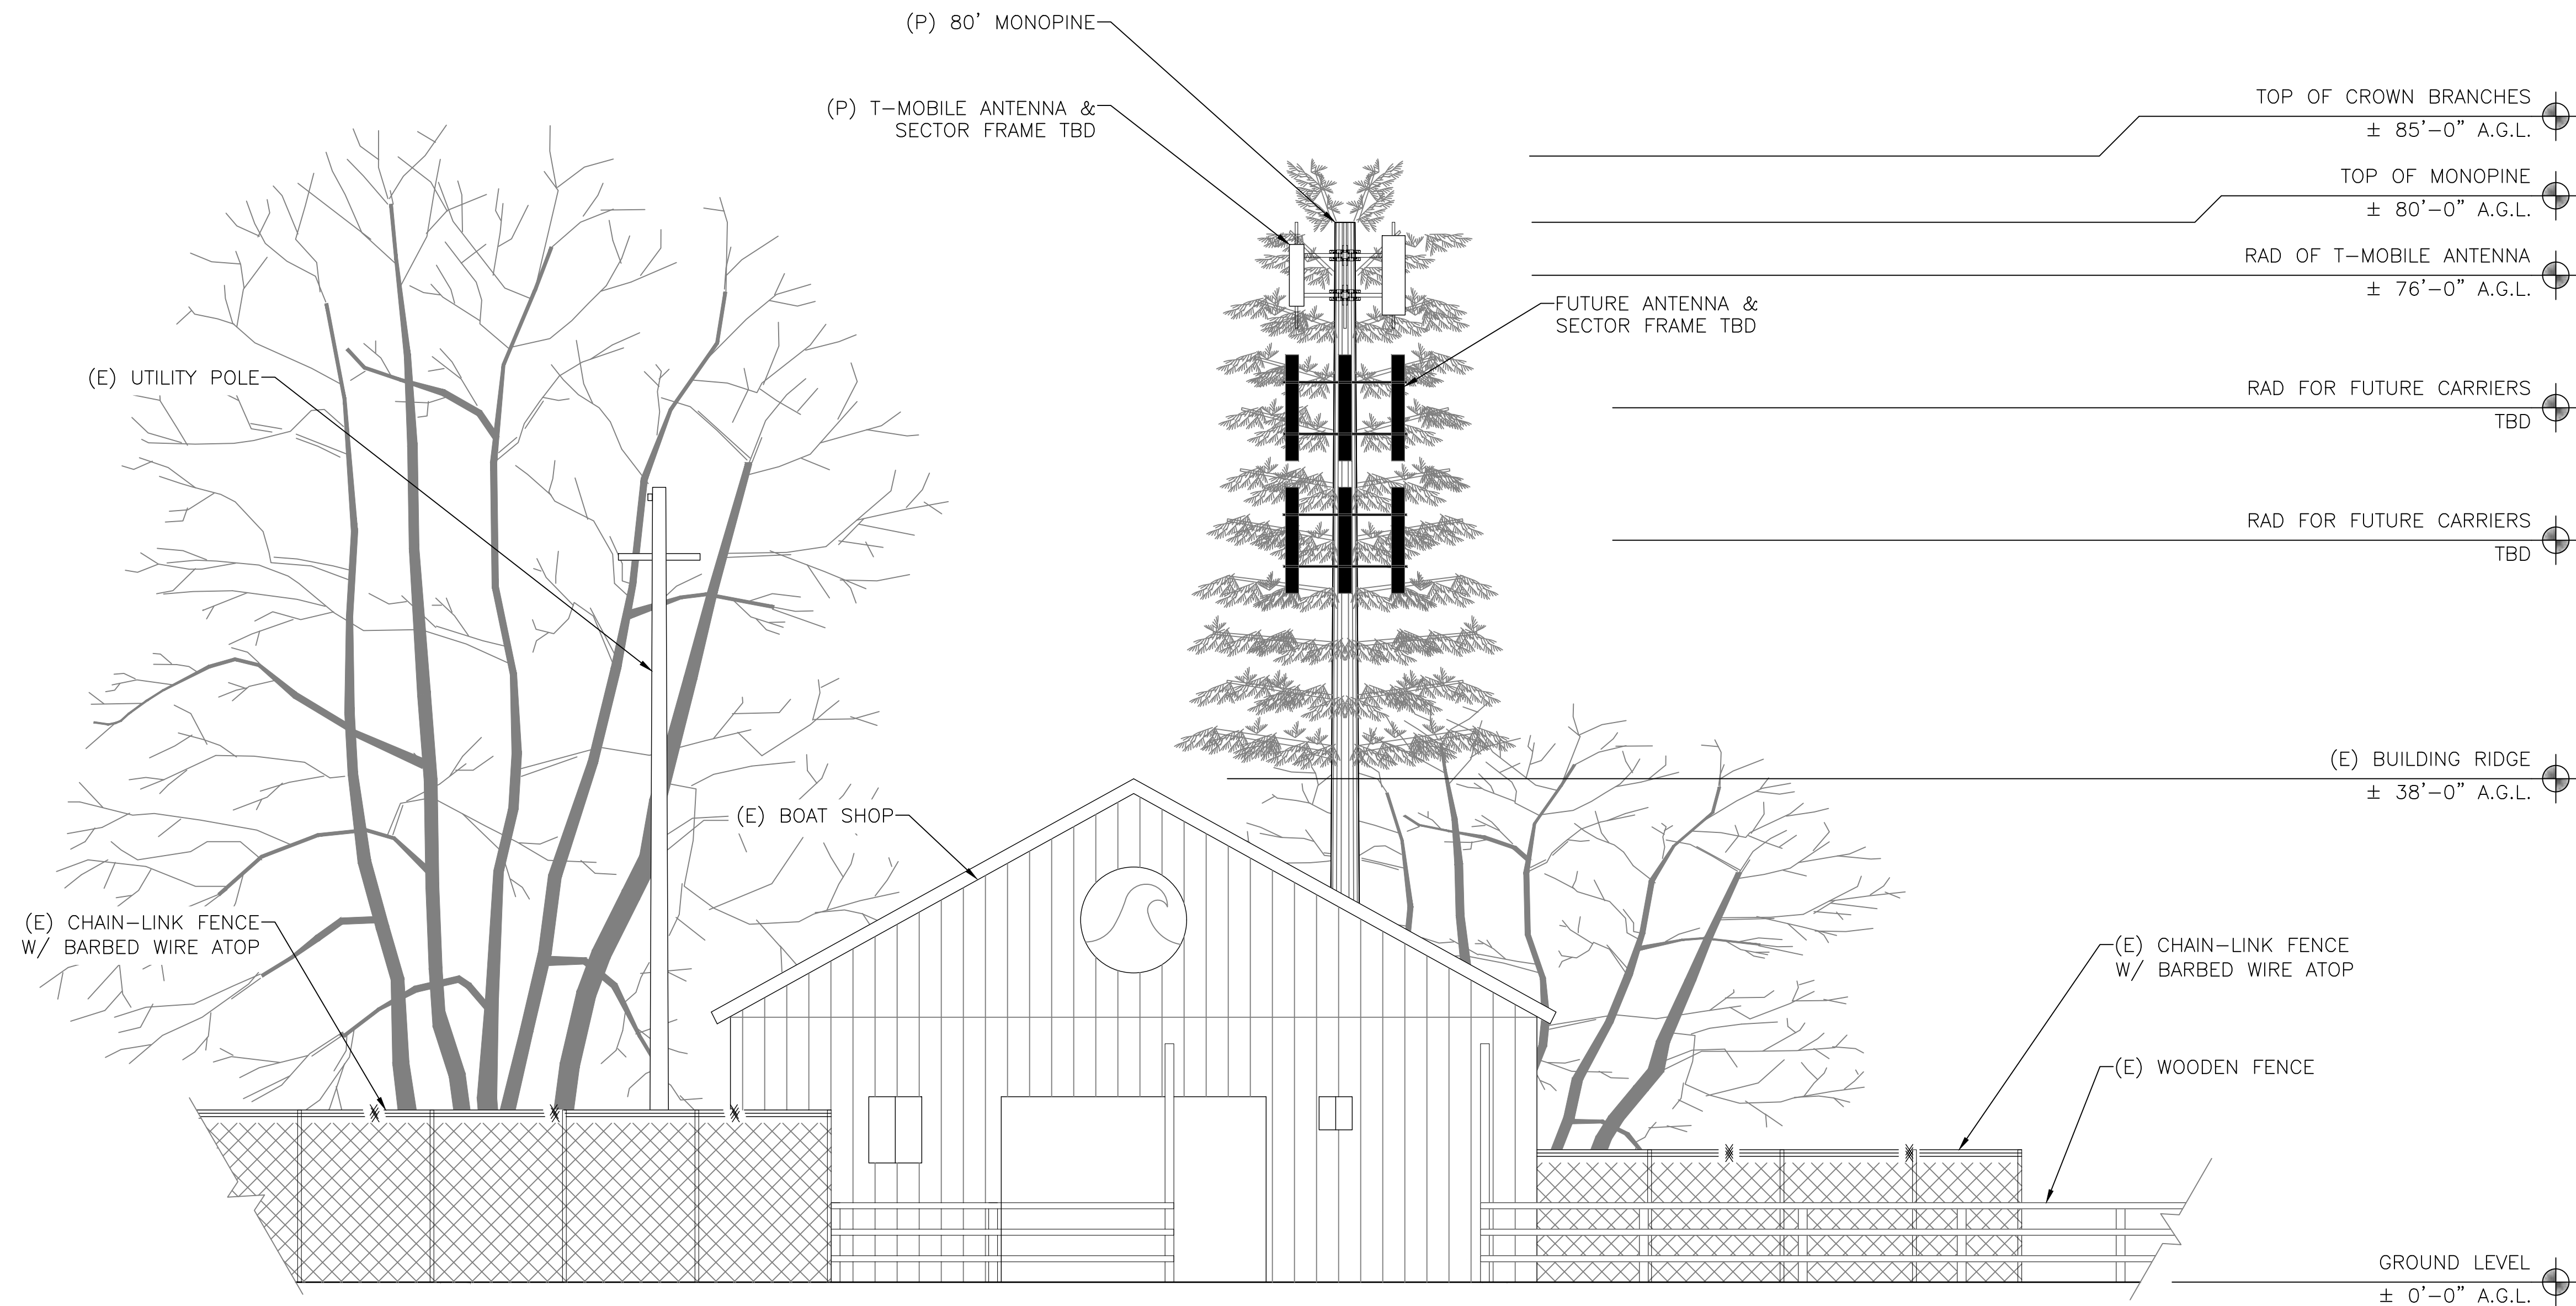 (P) 80' MONOPINE
(P) T-MOBILE ANTENNA &
SECTOR FRAME TBD
TOP OF CROWN BRANCHES
± 85'-0" A.G.L.
TOP OF MONOPINE
± 80'-0" A.G.L.
RAD OF T-MOBILE ANTENNA
± 76'-0" A.G.L.
FUTURE ANTENNA &
SECTOR FRAME TBD
(E) UTILITY POLE
RAD FOR FUTURE CARRIERS
TBD
RAD FOR FUTURE CARRIERS
TBD
(E) BUILDING RIDGE
± 38'-0" A.G.L.
(E) BOAT SHOP
(E) CHAIN-LINK FENCE
W/ BARBED WIRE ATOP
(E) CHAIN-LINK FENCE
W/ BARBED WIRE ATOP
(E) WOODEN FENCE
GROUND LEVEL
± 0'-0" A.G.L.